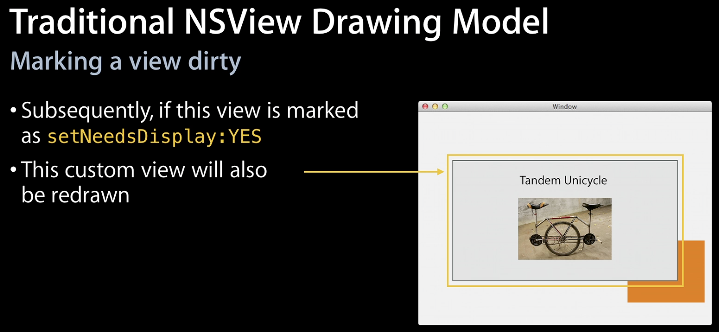 Traditional NSView Drawing Model
Marking a view dirty
• Subsequently, if this view is marked
as setNeedsDisplay:YES
• This custom view will also
be redrawn
Window
Tandem Unicycle